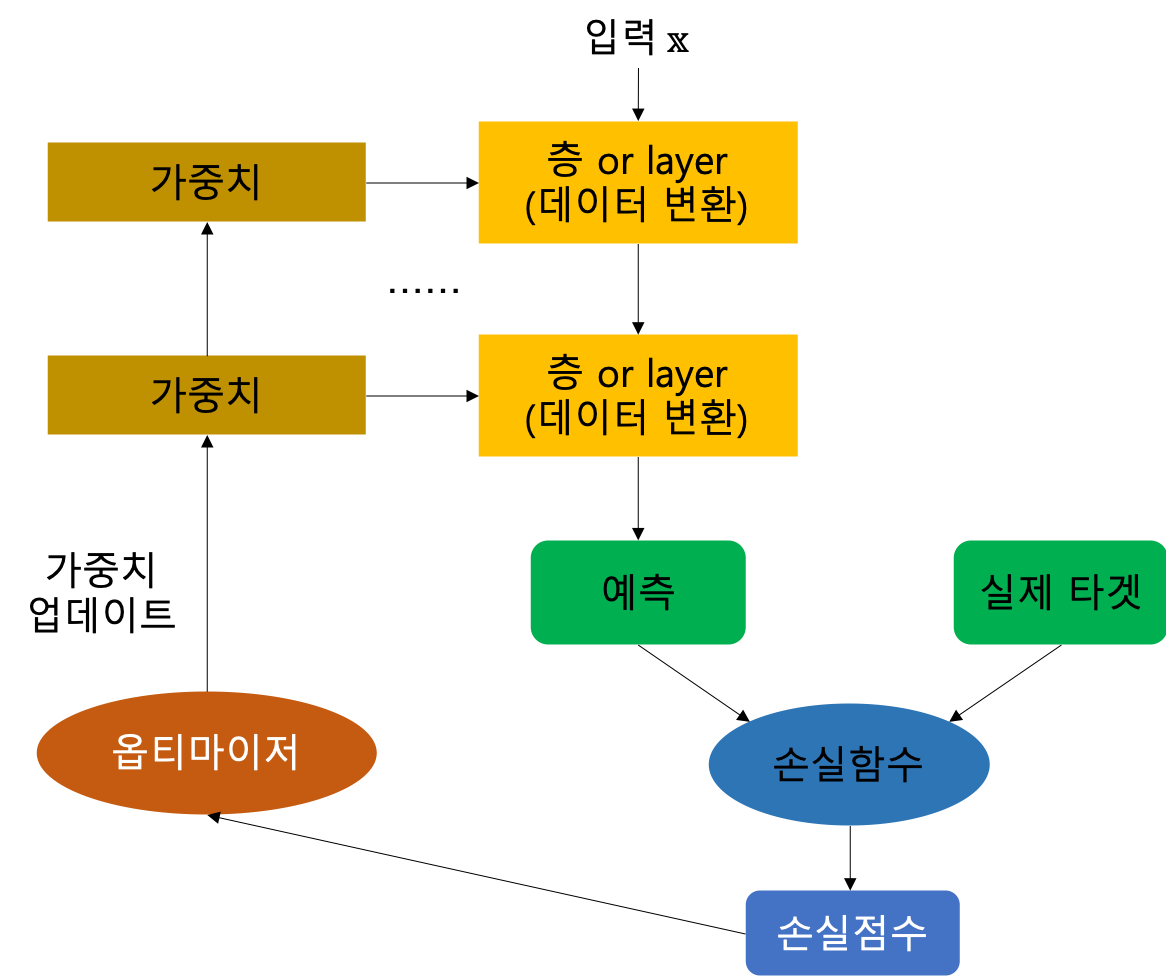 입력 𝕩
가중치
층 or layer
(데이터 변환)
......
가중치
층 or layer
(데이터 변환)
가중치
업데이트
예측
실제 타겟
옵티마이저
손실함수
손실점수